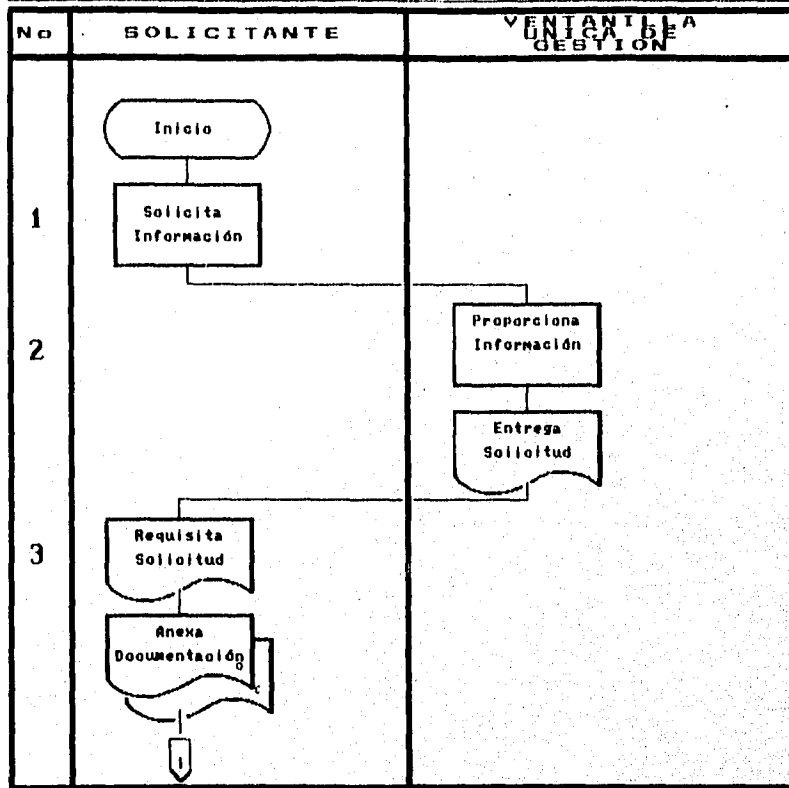 No SOLICITANTE VENTANILLA
UNICA DE
GESTION
Inicio
1
Solicita
Información
2
Proporciona
Información
Entrega
Solicitud
3
Requisita
Solicitud
Anexa
Documentación
O
C
1